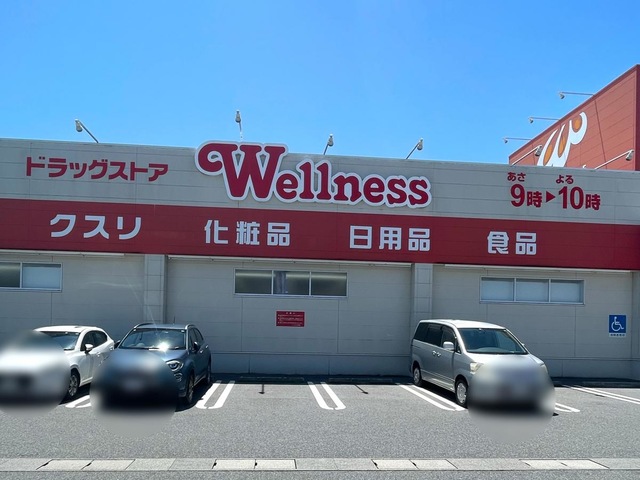 ドラッグストア
Wellness
あさ よる
9時▶10時
クスリ 化粧品 日用品 食品